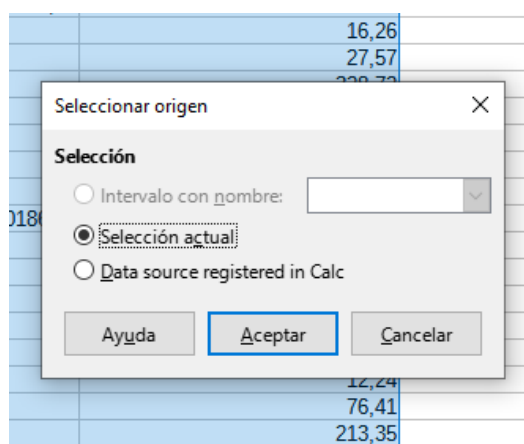 16,26
27,57
Seleccionar origen
Selección
Intervalo con nombre:
Selección actual
Data source registered in Calc
Ayuda Aceptar Cancelar
12,24
76,41
213,35